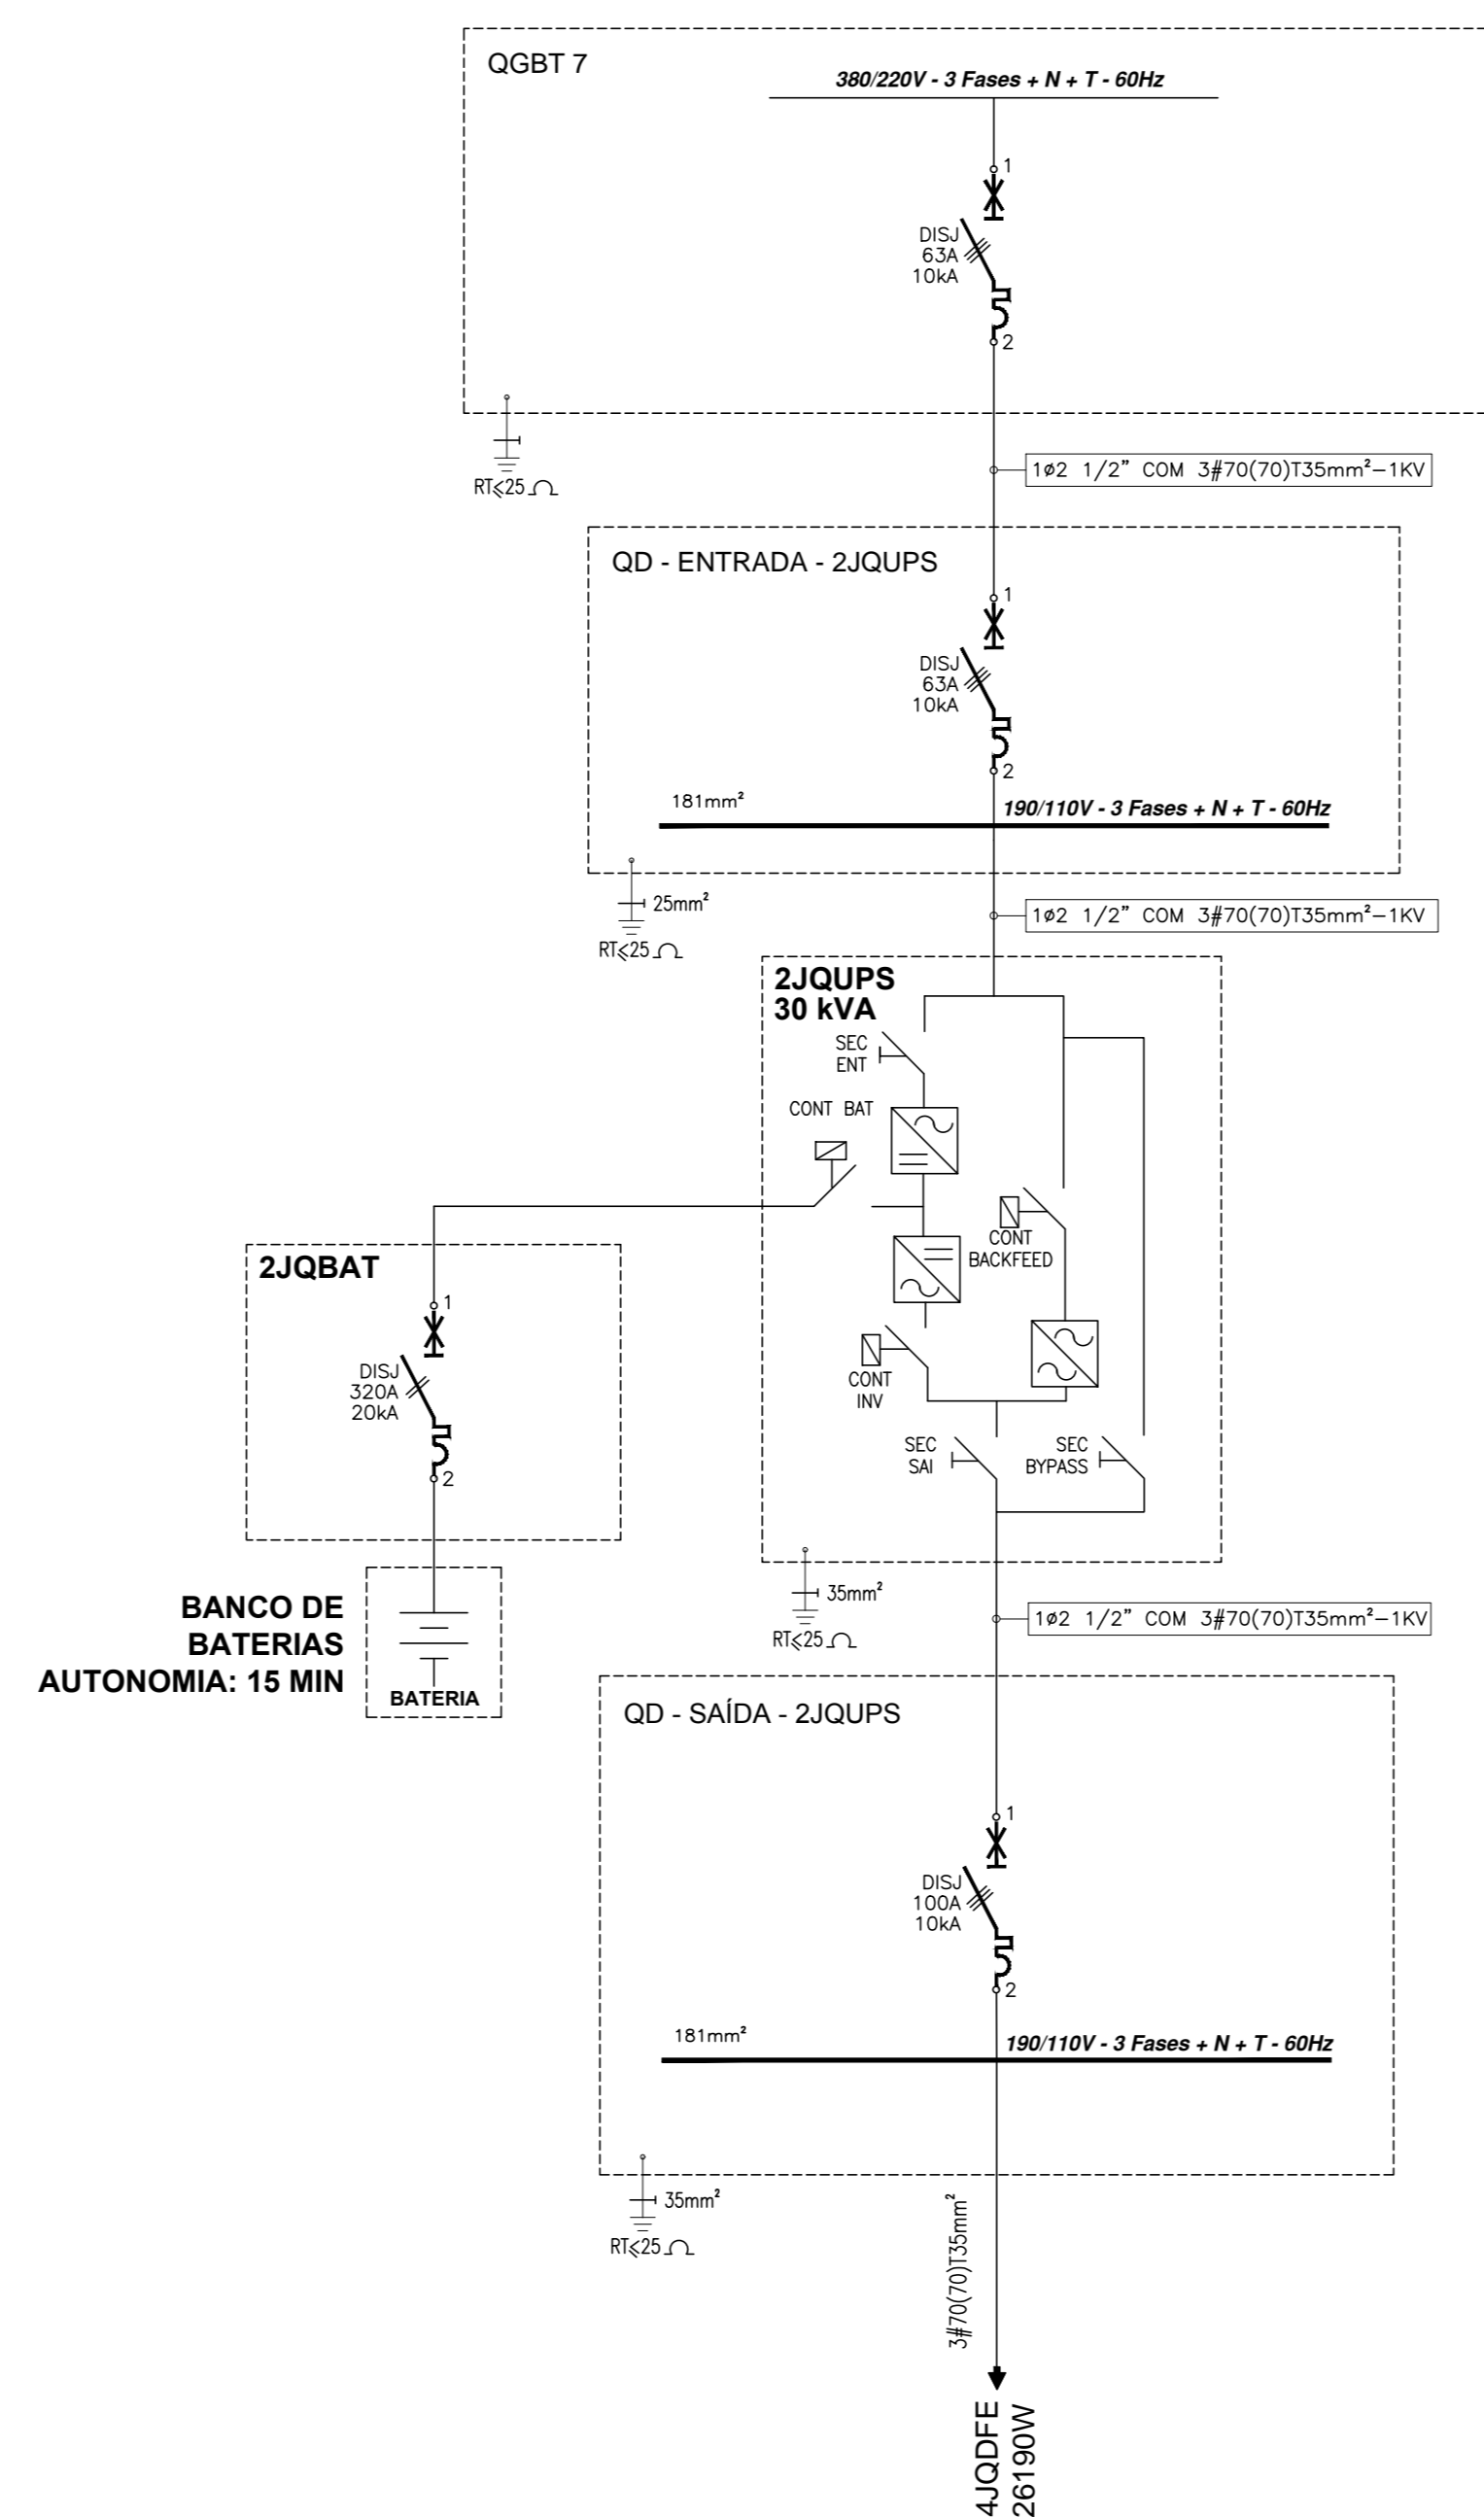 QGBT 7
380/220V - 3 Fases + N + T - 60Hz
1
DISJ
63A
10kA
2
RT≤25 Ω
1ø2 1/2" COM 3#70(70)T35mm²-1KV
QD - ENTRADA - 2JQUPS
1
DISJ
63A
10kA
2
181mm²
190/110V - 3 Fases + N + T - 60Hz
25mm²
RT≤25 Ω
1ø2 1/2" COM 3#70(70)T35mm²-1KV
2JQUPS
30 kVA
SEC
ENT
CONT BAT
CONT
BACKFEED
CONT
INV
SEC
SAI
SEC
BYPASS
2JQBAT
1
DISJ
320A
20kA
2
BANCO DE
BATERIAS
AUTONOMIA: 15 MIN
BATERIA
35mm²
RT≤25 Ω
1ø2 1/2" COM 3#70(70)T35mm²-1KV
QD - SAÍDA - 2JQUPS
1
DISJ
100A
10kA
2
181mm²
190/110V - 3 Fases + N + T - 60Hz
35mm²
RT≤25 Ω
3#70(70)T35mm²
4JQDFE
26190W